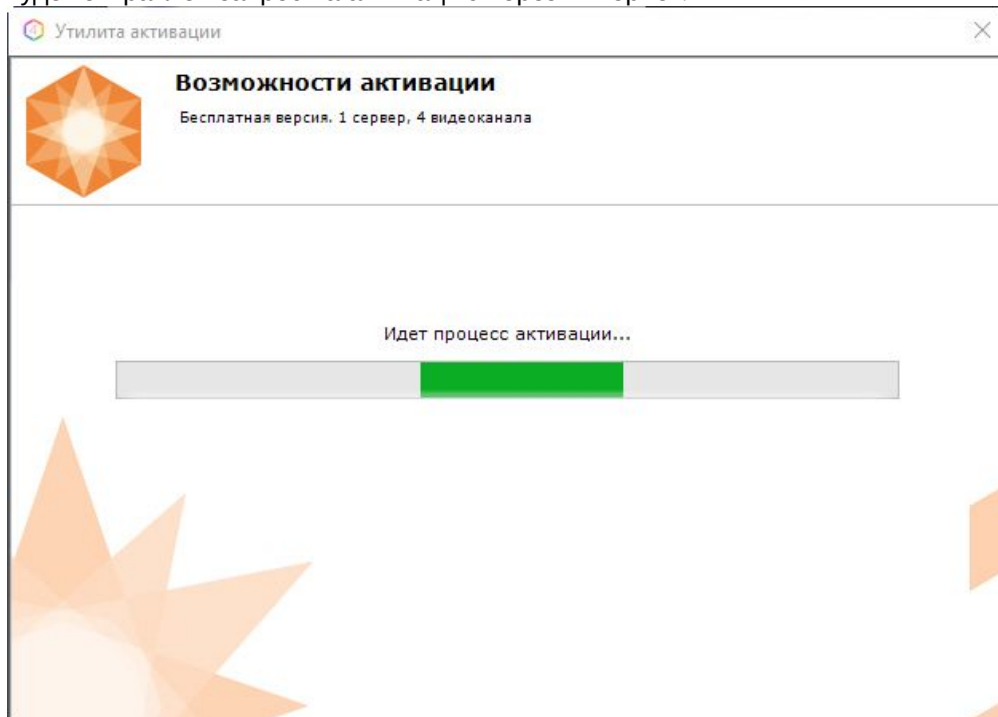 Утилита активации
Возможности активации
Бесплатная версия. 1 сервер, 4 видеоканала
Идет процесс активации...